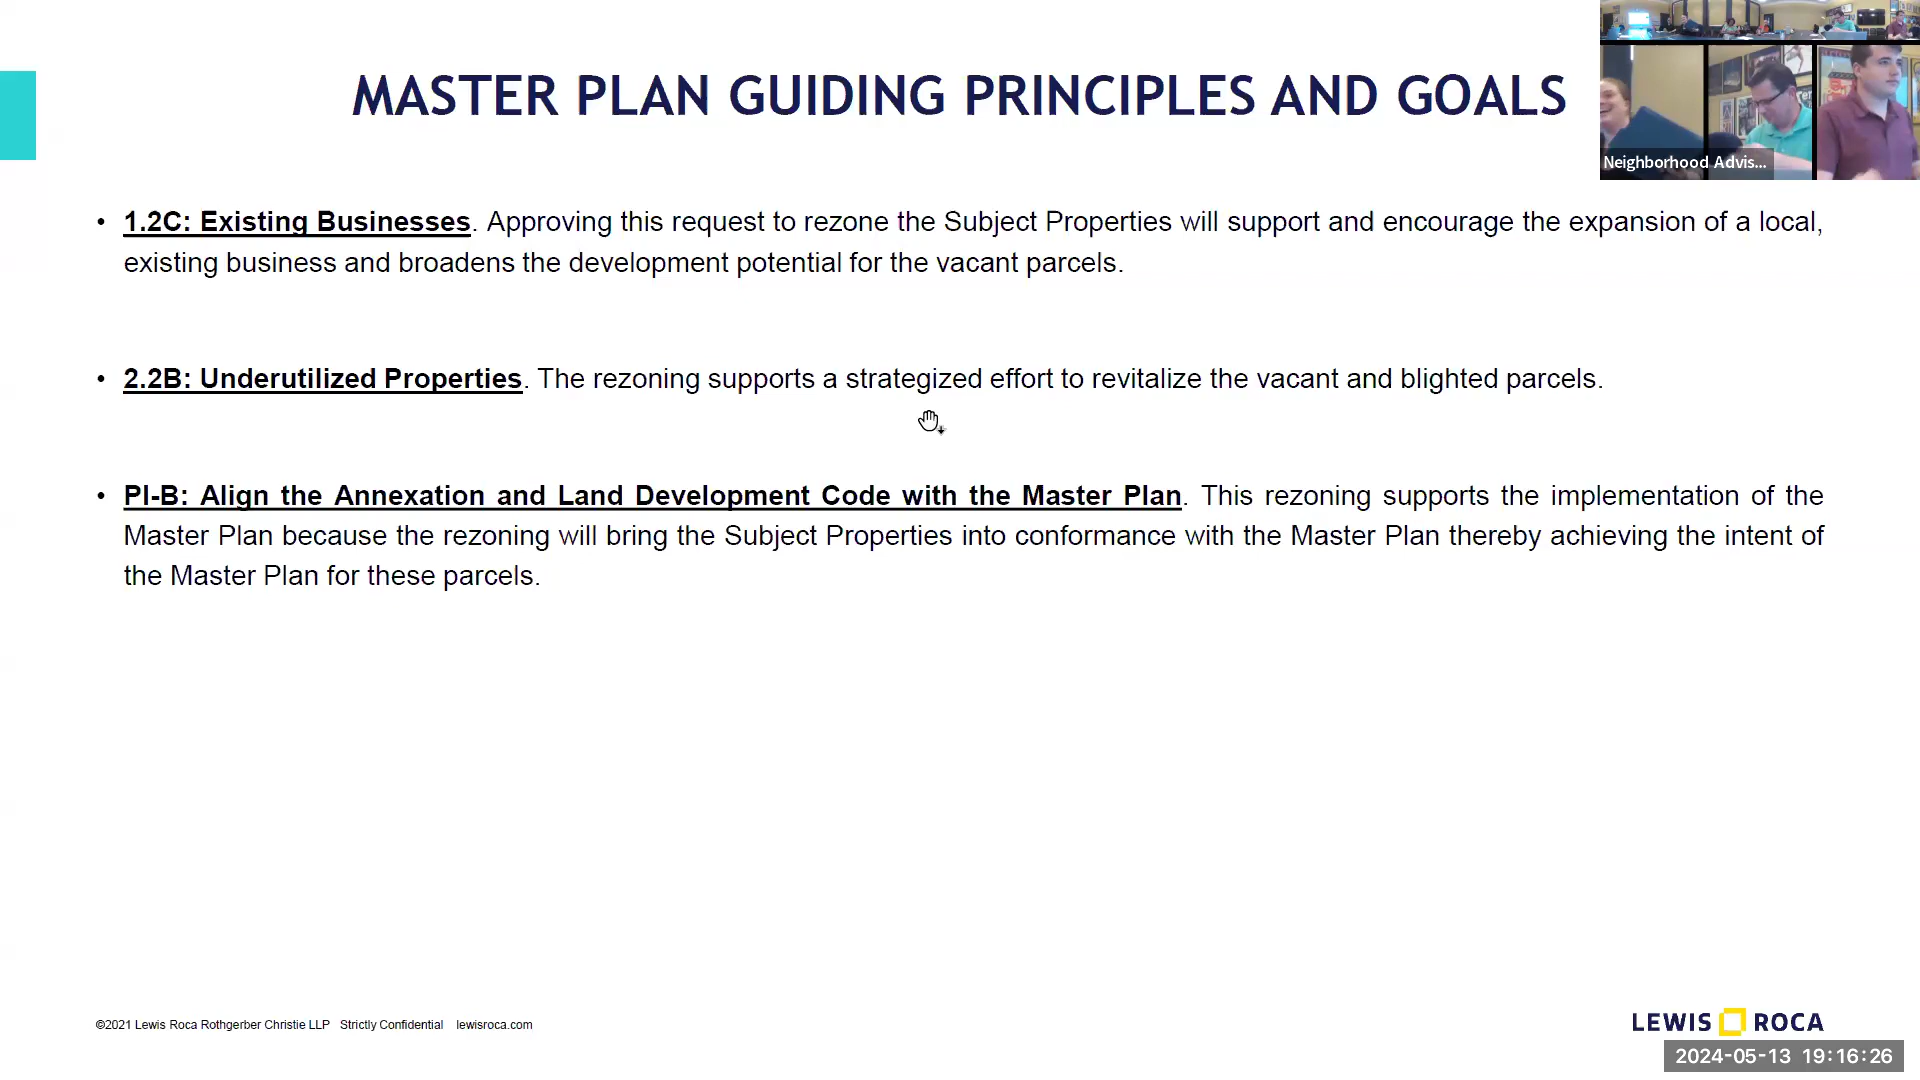 MASTER PLAN GUIDING PRINCIPLES AND GOALS
Neighborhood Advis...
• 1.2C: Existing Businesses. Approving this request to rezone the Subject Properties will support and encourage the expansion of a local,
existing business and broadens the development potential for the vacant parcels.
• 2.2B: Underutilized Properties. The rezoning supports a strategized effort to revitalize the vacant and blighted parcels.
• PI-B: Align the Annexation and Land Development Code with the Master Plan. This rezoning supports the implementation of the
Master Plan because the rezoning will bring the Subject Properties into conformance with the Master Plan thereby achieving the intent of
the Master Plan for these parcels.
©2021 Lewis Roca Rothgerber Christie LLP Strictly Confidential lewisroca.com
LEWIS ROCA
2024-05-13 19:16:26